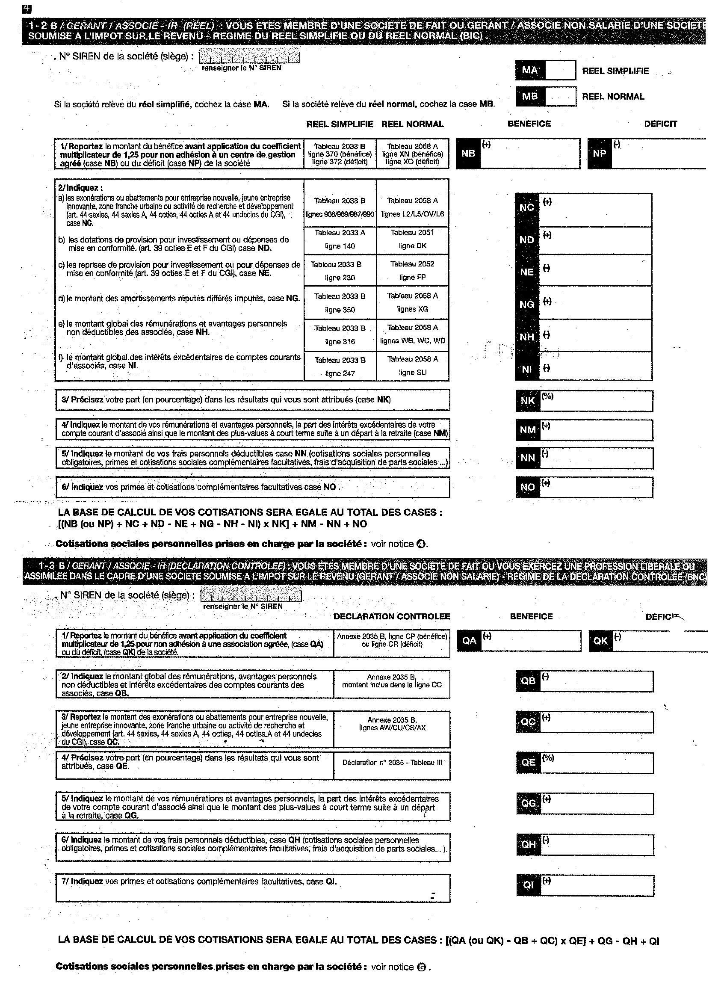 4
1-2 B / GERANT / ASSOCIE - IR (REEL) : VOUS ETES MEMBRE D'UNE SOCIETE DE FAIT OU GERANT / ASSOCIE NON SALARIE D'UNE SOCIETE
SOUMISE A L'IMPOT SUR LE REVENU - REGIME DU REEL SIMPLIFIE OU DU REEL NORMAL (BIC)
. N° SIREN de la société (siège) :
renseigner le N° SIREN
MA REEL SIMPLIFIE
MB REEL NORMAL
Si la société relève du réel simplifié, cochez la case MA. Si la société relève du réel normal, cochez la case MB.
REEL SIMPLIFIE REEL NORMAL BENEFICE DEFICIT
1/ Reportez le montant du bénéfice avant application du coefficient
multiplicateur de 1,25 pour non adhésion à un centre de gestion
agréé (case NB) ou du déficit (case NP) de la société
Tableau 2033 B
ligne 370 (bénéfice)
ligne 372 (déficit)
Tableau 2058 A
ligne XN (bénéfice)
ligne XO (déficit)
NB (+)
NP (-)
2/ Indiquez :
a) les exonérations ou abattements pour entreprise nouvelle, jeune entreprise
innovante, zone franche urbaine ou activité de recherche et développement
(art. 44 sexies, 44 sexies A, 44 octies, 44 octies A et 44 undecies du CGI),
case NC.
Tableau 2033 B
lignes 986/989/987/990
Tableau 2058 A
lignes L2/L5/OV/L6
NC (+)
b) les dotations de provision pour investissement ou dépenses de
mise en conformité. (art. 39 octies E et F du CGI) case ND.
Tableau 2033 A
ligne 140
Tableau 2051
ligne DK
ND (+)
c) les reprises de provision pour investissement ou pour dépenses de
mise en conformité (art. 39 octies E et F du CGI), case NE.
Tableau 2033 B
ligne 230
Tableau 2052
ligne FP
NE (-)
d) le montant des amortissements réputés différés imputés, case NG.
Tableau 2033 B
ligne 350
Tableau 2058 A
lignes XG
NG (+)
e) le montant global des rémunérations et avantages personnels
non déductibles des associés, case NH.
Tableau 2033 B
ligne 316
Tableau 2058 A
lignes WB, WC, WD
NH (-)
f) le montant global des intérêts excédentaires de comptes courants
d'associés, case NI.
Tableau 2033 B
ligne 247
Tableau 2058 A
ligne SU
NI (-)
3/ Précisez votre part (en pourcentage) dans les résultats qui vous sont attribués (case NK)
NK (%)
4/ Indiquez le montant de vos rémunérations et avantages personnels, la part des intérêts excédentaires de votre
compte courant d'associé ainsi que le montant des plus-values à court terme suite à un départ à la retraite (case NM)
NM (+)
5/ Indiquez le montant de vos frais personnels déductibles case NN (cotisations sociales personnelles
obligatoires, primes et cotisations sociales complémentaires facultatives, frais d'acquisition de parts sociales ...)
NN (-)
6/ Indiquez vos primes et cotisations complémentaires facultatives case NO .
NO (+)
LA BASE DE CALCUL DE VOS COTISATIONS SERA EGALE AU TOTAL DES CASES :
[(NB (ou NP) + NC + ND - NE + NG - NH - NI) x NK] + NM - NN + NO
Cotisations sociales personnelles prises en charge par la société : voir notice 4.
1-3 B / GERANT / ASSOCIE - IR (DECLARATION CONTROLEE) - VOUS ETES MEMBRE D'UNE SOCIETE DE FAIT OU VOUS EXERCEZ UNE PROFESSION LIBERALE OU
ASSIMILEE DANS LE CADRE D'UNE SOCIETE SOUMISE A L'IMPOT SUR LE REVENU (GERANT / ASSOCIE NON SALARIE) - REGIME DE LA DECLARATION CONTROLEE (BNC)
. N° SIREN de la société (siège) :
renseigner le N° SIREN
DECLARATION CONTROLEE BENEFICE DEFICIT
1/ Reportez le montant du bénéfice avant application du coefficient
multiplicateur de 1,25 pour non adhésion à une association agréée, (case QA)
ou du déficit, (case QK) de la société.
Annexe 2035 B, ligne CP (bénéfice)
ou ligne CR (déficit)
QA (+)
QK (-)
2/ Indiquez le montant global des rémunérations, avantages personnels
non déductibles et intérêts excédentaires des comptes courants des
associés, case QB.
Annexe 2035 B,
montant inclus dans la ligne CC
QB (-)
3/ Reportez le montant des exonérations ou abattements pour entreprise nouvelle,
jeune entreprise innovante, zone franche urbaine ou activité de recherche et
développement (art. 44 sexies, 44 sexies A, 44 octies, 44 octies A et 44 undecies
du CGI), case QC.
Annexe 2035 B,
lignes AW/CU/CS/AX
QC (+)
4/ Précisez votre part (en pourcentage) dans les résultats qui vous sont
attribués, case QE.
Déclaration n° 2035 - Tableau III
QE (%)
5/ Indiquez le montant de vos rémunérations et avantages personnels, la part des intérêts excédentaires
de votre compte courant d'associé ainsi que le montant des plus-values à court terme suite à un départ
à la retraite, case QG.
QG (+)
6/ Indiquez le montant de vos frais personnels déductibles, case QH (cotisations sociales personnelles
obligatoires, primes et cotisations sociales complémentaires facultatives, frais d'acquisition de parts sociales... ).
QH (-)
7/ Indiquez vos primes et cotisations complémentaires facultatives, case QI.
QI (+)
LA BASE DE CALCUL DE VOS COTISATIONS SERA EGALE AU TOTAL DES CASES : [(QA (ou QK) - QB + QC) x QE] + QG - QH + QI
Cotisations sociales personnelles prises en charge par la société : voir notice 5 .